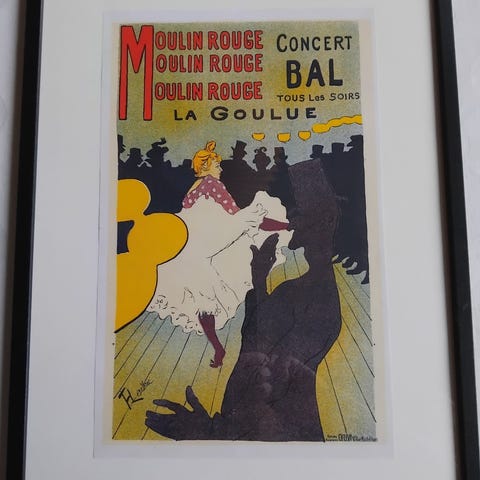 MOULIN ROUGE CONCERT
MOULIN ROUGE BAL
MOULIN ROUGE TOUS LES SOIRS
LA GOULUE